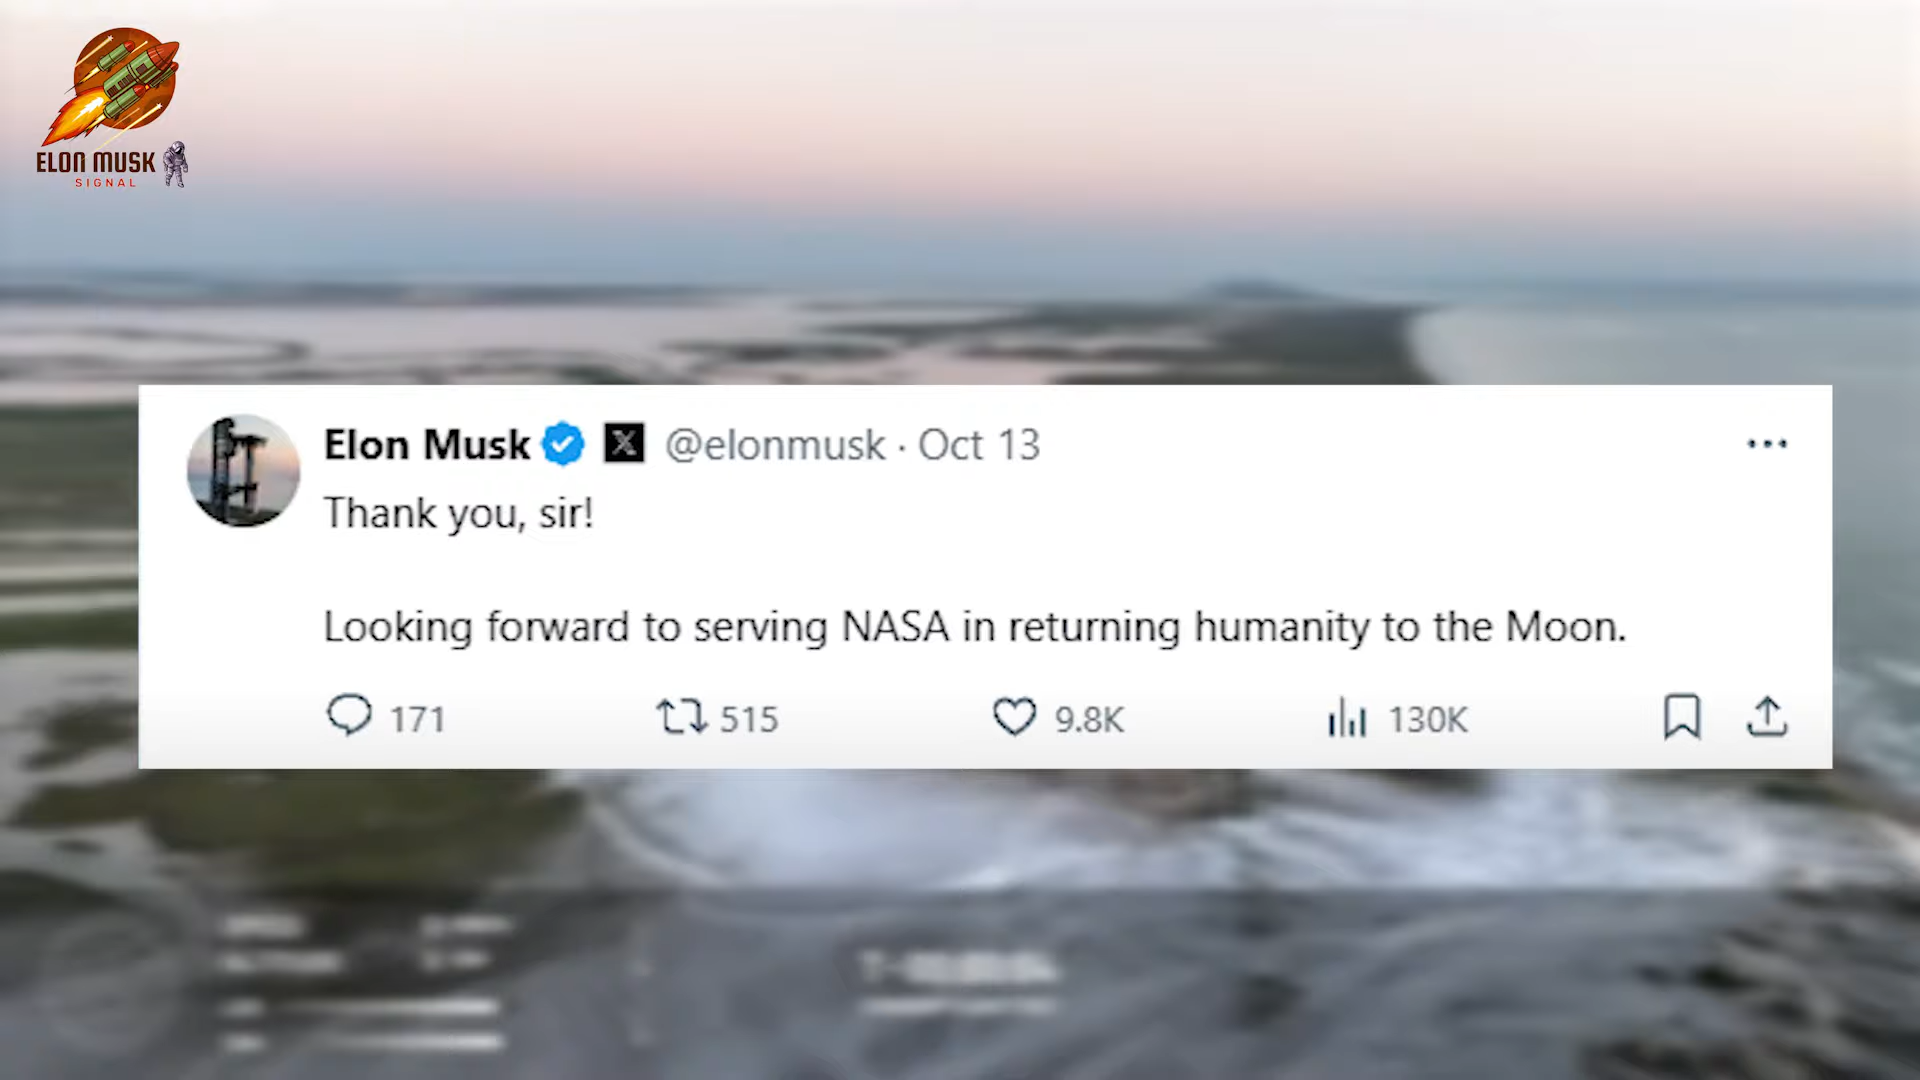 ELON MUSK
SIGNAL
Elon Musk X @elonmusk · Oct 13
Thank you, sir!
Looking forward to serving NASA in returning humanity to the Moon.
171 515 9.8K 130K